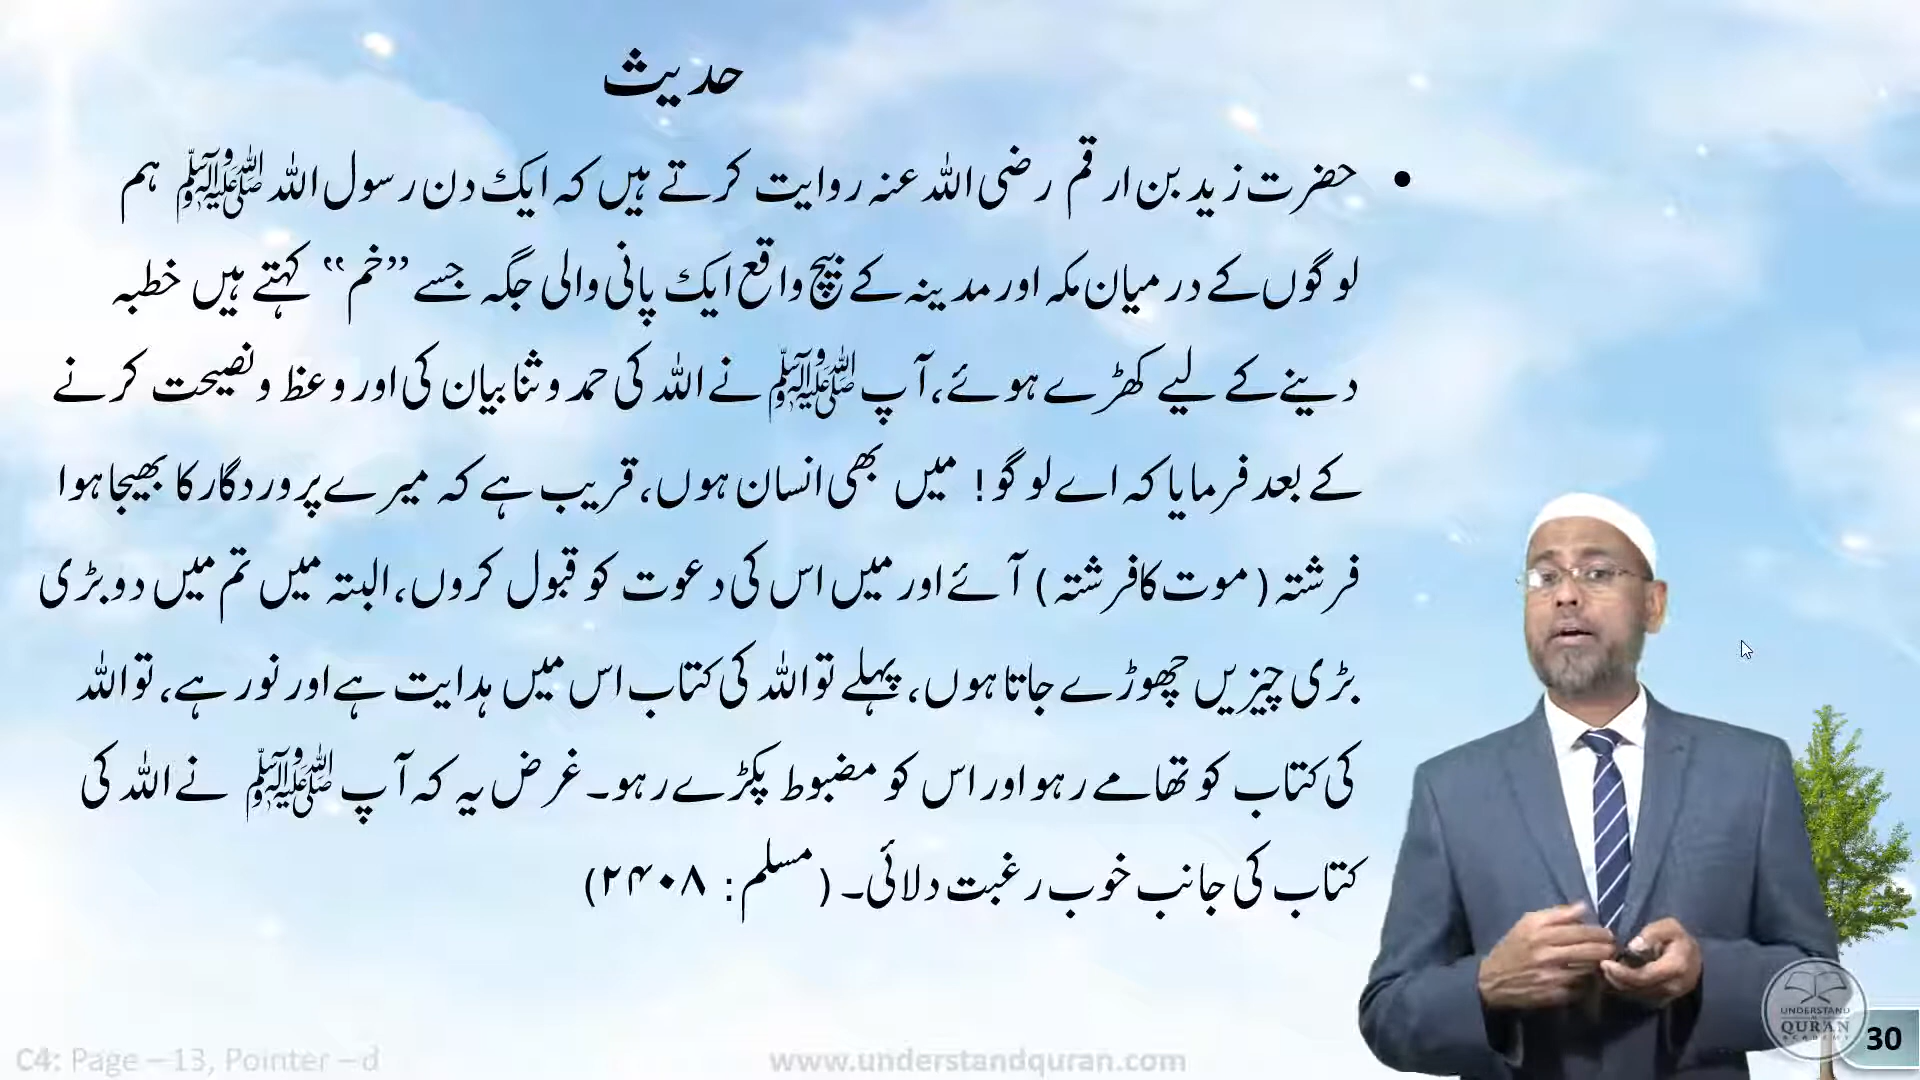 حدیث
• حضرت زید بن ارقم رضی اللہ عنہ روایت کرتے ہیں کہ ایک دن رسول اللہ ﷺ ہم
لوگوں کے درمیان مکہ اور مدینہ کے بیچ واقع ایک پانی والی جگہ جسے ”خم“ کہتے ہیں خطبہ
دینے کے لیے کھڑے ہوئے، آپ ﷺ نے اللہ کی حمد و ثنا بیان کی اور وعظ و نصیحت کرنے
کے بعد فرمایا کہ اے لوگو! میں بھی انسان ہوں، قریب ہے کہ میرے پروردگار کا بھیجا ہوا
فرشتہ (موت کا فرشتہ) آئے اور میں اس کی دعوت کو قبول کروں، البتہ میں تم میں دو بڑی
بڑی چیزیں چھوڑے جاتا ہوں، پہلے تو اللہ کی کتاب اس میں ہدایت ہے اور نور ہے، تو اللہ
کی کتاب کو تھامے رہو اور اس کو مضبوط پکڑے رہو۔ غرض یہ کہ آپ ﷺ نے اللہ کی
کتاب کی جانب خوب رغبت دلائی۔ (مسلم: ۲۴۰۸)
UNDERSTAND
QURAN
ACADEMY
30
C4: Page – 13, Pointer – d
www.understandquran.com